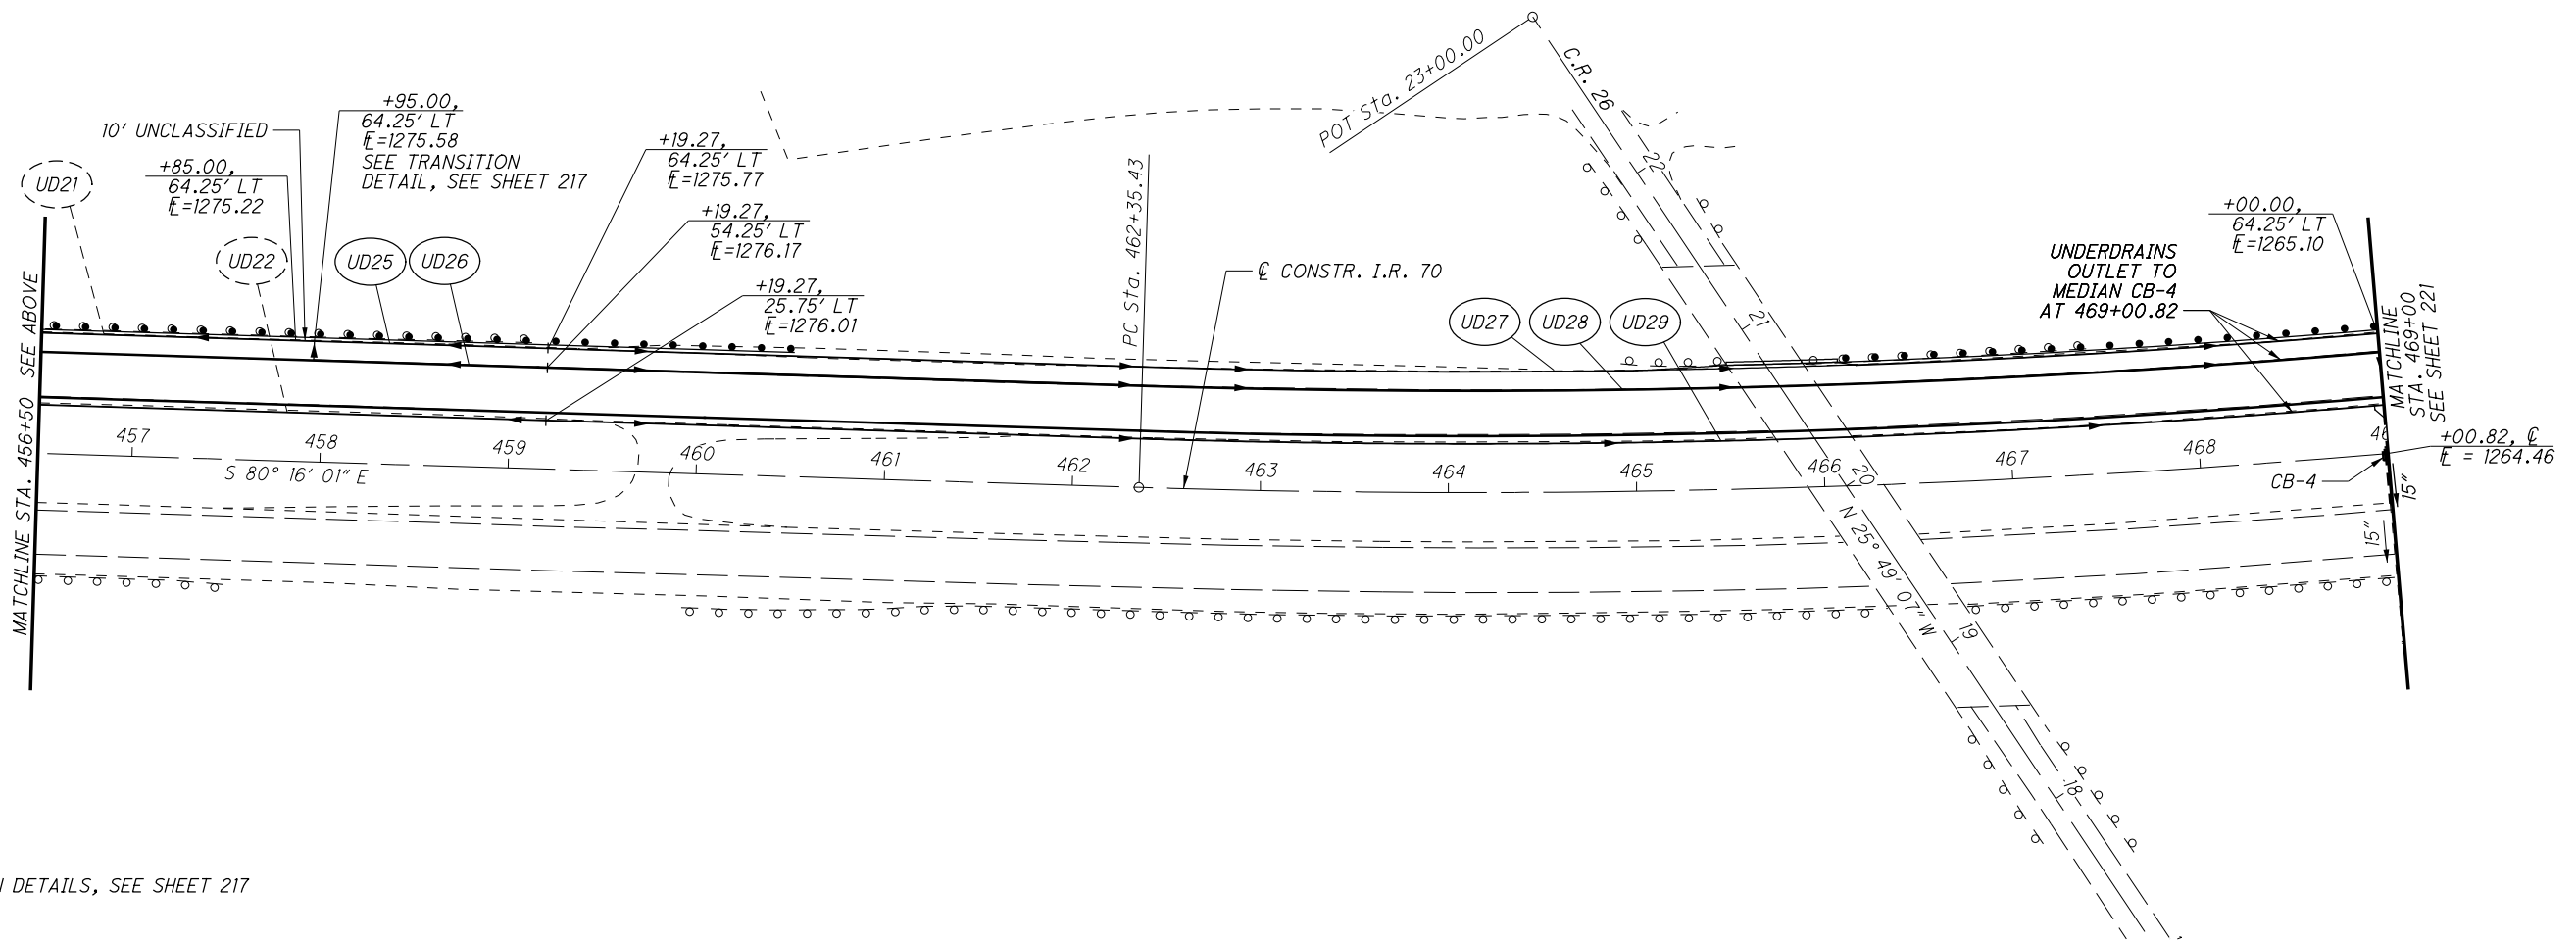 POT Sta. 23+00.00
C.R. 26
22
21
20
19
18
N 25° 49' 07" W
10' UNCLASSIFIED
+95.00,
64.25' LT
℄=1275.58
SEE TRANSITION
DETAIL, SEE SHEET 217
+85.00,
64.25' LT
℄=1275.22
+19.27,
64.25' LT
℄=1275.77
+19.27,
54.25' LT
℄=1276.17
+19.27,
25.75' LT
℄=1276.01
UD21
UD22
UD25
UD26
PC Sta. 462+35.43
℄ CONSTR. I.R. 70
UD27
UD28
UD29
UNDERDRAINS
OUTLET TO
MEDIAN CB-4
AT 469+00.82
+00.00,
64.25' LT
℄=1265.10
MATCHLINE
STA. 469+00
SEE SHEET 221
+00.82, ℄
℄ = 1264.46
CB-4
15"
15"
MATCHLINE STA. 456+50 SEE ABOVE
457
458
459
460
461
462
463
464
465
466
467
468
46
S 80° 16' 01" E
DETAILS, SEE SHEET 217